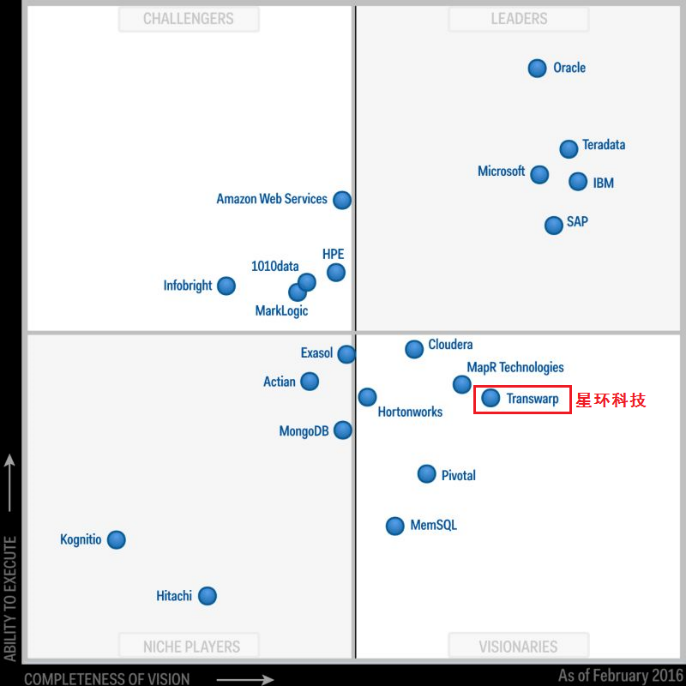 CHALLENGERS
LEADERS
Oracle
Teradata
Microsoft
IBM
Amazon Web Services
SAP
HPE
1010data
Infobright
MarkLogic
Exasol
Cloudera
MapR Technologies
Actian
Transwarp 星环科技
Hortonworks
MongoDB
Pivotal
MemSQL
Kognitio
Hitachi
NICHE PLAYERS
VISIONARIES
ABILITY TO EXECUTE
COMPLETENESS OF VISION
As of February 2016